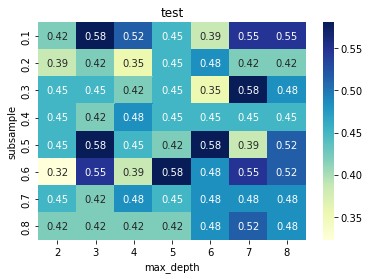 test
0.1 0.42 0.58 0.52 0.45 0.39 0.55 0.55
0.2 0.39 0.42 0.35 0.45 0.48 0.42 0.42
0.3 0.45 0.45 0.42 0.45 0.35 0.58 0.48
0.4 0.45 0.42 0.48 0.45 0.45 0.45 0.45
0.5 0.45 0.58 0.45 0.42 0.58 0.39 0.52
0.6 0.32 0.55 0.39 0.58 0.48 0.55 0.52
0.7 0.45 0.42 0.48 0.45 0.48 0.48 0.48
0.8 0.42 0.42 0.42 0.42 0.48 0.52 0.48
2 3 4 5 6 7 8
max_depth
subsample
0.55
0.50
0.45
0.40
0.35